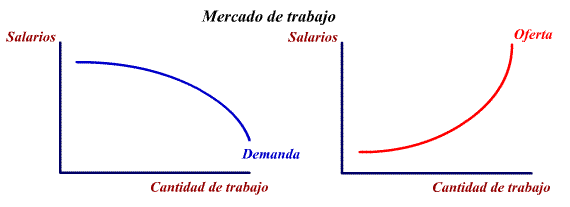 Mercado de trabajo
Salarios
Demanda
Cantidad de trabajo
Salarios
Oferta
Cantidad de trabajo